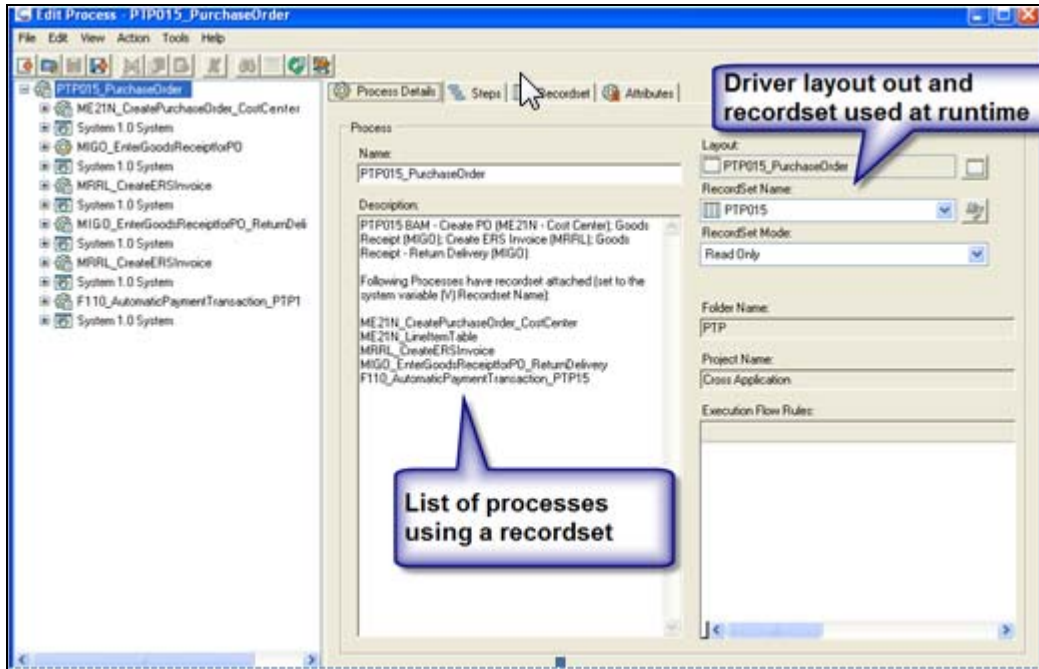 Edit Process - PTP015_PurchaseOrder
File Edit View Action Tools Help
PTP015_PurchaseOrder
ME21N_CreatePurchaseOrder_CostCenter
System 1.0 System
MIGO_EnterGoodsReceiptforPO
System 1.0 System
MRRL_CreateERSInvoice
System 1.0 System
MIGO_EnterGoodsReceiptforPO_ReturnDeli
System 1.0 System
MRRL_CreateERSInvoice
System 1.0 System
F110_AutomaticPaymentTransaction_PTP1
System 1.0 System
Process Details Steps Recordset Attributes
Process
Name:
PTP015_PurchaseOrder
Description:
PTP015 BAM - Create PO (ME21N - Cost Center); Goods
Receipt (MIGO); Create ERS Invoice (MRRL); Goods
Receipt - Return Delivery (MIGO)
Following Processes have recordset attached (set to the
system variable [V] Recordset Name):
ME21N_CreatePurchaseOrder_CostCenter
ME21N_LineItemTable
MRRL_CreateERSInvoice
MIGO_EnterGoodsReceiptforPO_ReturnDelivery
F110_AutomaticPaymentTransaction_PTP15
List of processes
using a recordset
Driver layout out and
recordset used at runtime
Layout:
PTP015_PurchaseOrder
RecordSet Name:
PTP015
RecordSet Mode:
Read Only
Folder Name:
PTP
Project Name:
Cross Application
Execution Flow Rules: